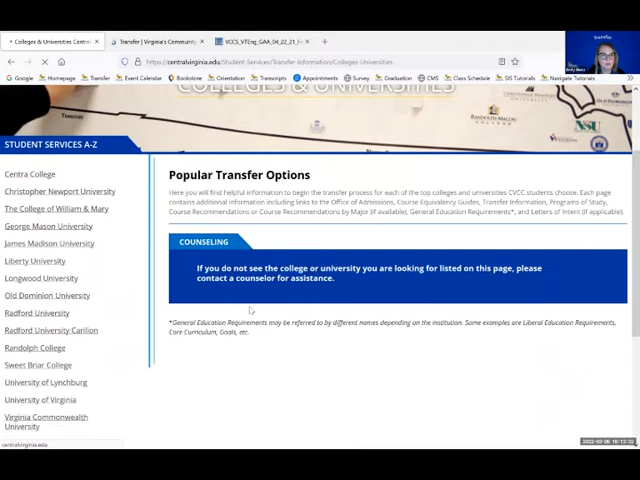 Colleges & Universities Central
Transfer | Virginia's Community
VCCS_VTEng_GAA_04_22_21_F
centralvirginia.edu/Student-Services/Transfer-Information/Colleges-Universities
Google
Homepage
Transfer
Event Calendar
Bookstore
Orientation
Transcripts
Appointments
Survey
Graduation
CMS
Class Schedule
SIS Tutorials
Navigate Tutorials
COLLEGES & UNIVERSITIES
RANDOLPH-MACON
COLLEGE
NSU
STUDENT SERVICES A-Z
Centra College
Christopher Newport University
The College of William & Mary
George Mason University
James Madison University
Liberty University
Longwood University
Old Dominion University
Radford University
Radford University Carilion
Randolph College
Sweet Briar College
University of Lynchburg
University of Virginia
Virginia Commonwealth
University
Popular Transfer Options
Here you will find helpful information to begin the transfer process for each of the top colleges and universities CVCC students choose. Each page
contains additional information including links to the Office of Admissions, Course Equivalency Guides, Transfer Information, Programs of Study,
Course Recommendations or Course Recommendations by Major (if available), General Education Requirements*, and Letters of Intent (if applicable).
COUNSELING
If you do not see the college or university you are looking for listed on this page, please
contact a counselor for assistance.
*General Education Requirements may be referred to by different names depending on the institution. Some examples are Liberal Education Requirements,
Core Curriculum, Goals, etc.
centralvirginia.edu